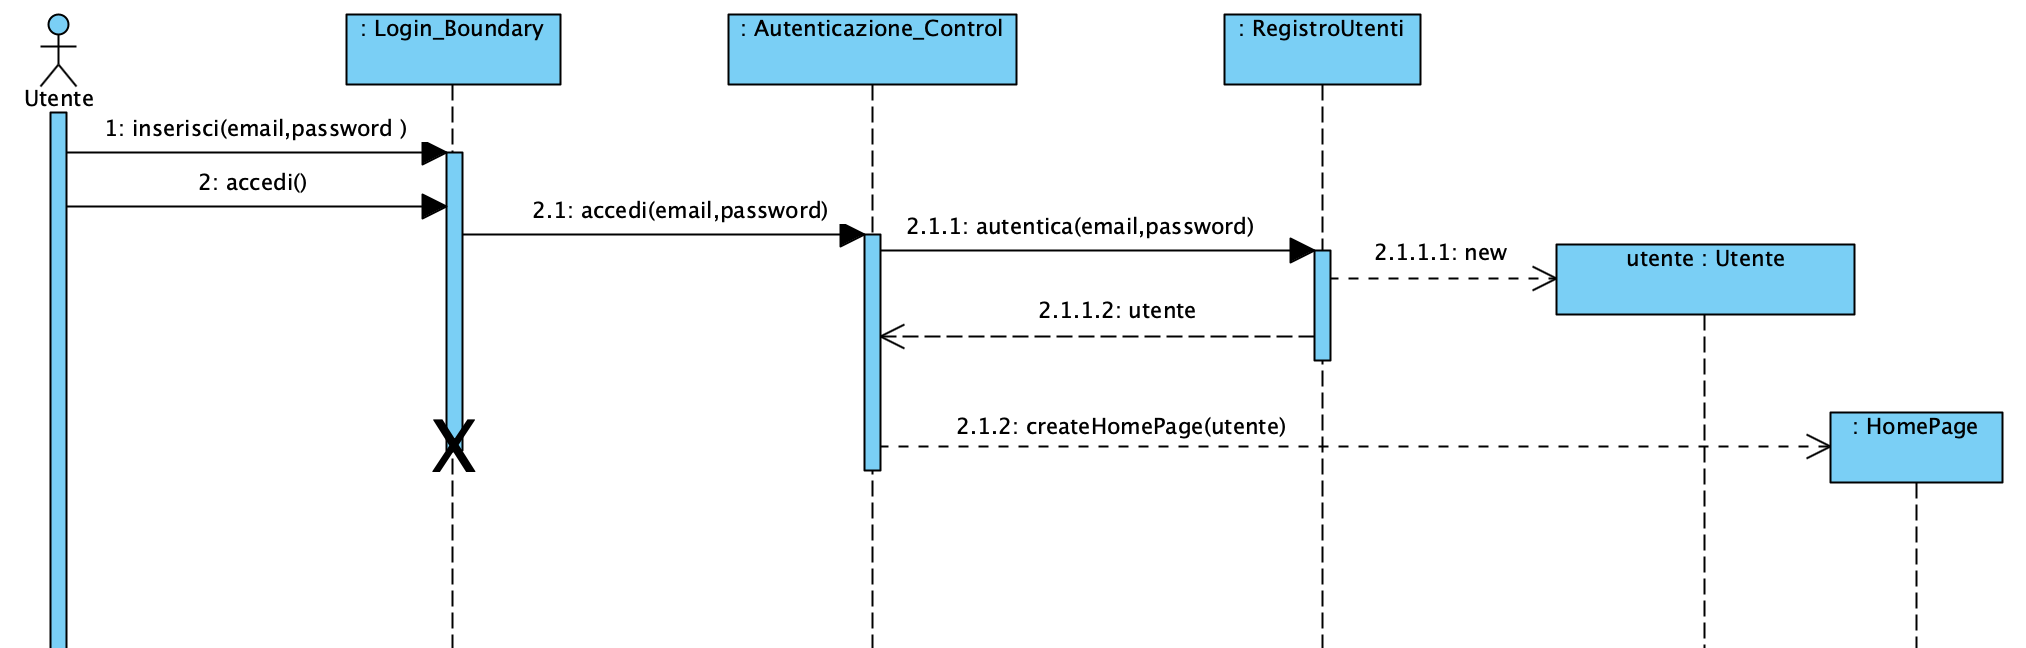 : Login_Boundary
: Autenticazione_Control
: RegistroUtenti
Utente
1: inserisci(email,password )
2: accedi()
2.1: accedi(email,password)
2.1.1: autentica(email,password)
2.1.1.1: new
utente : Utente
2.1.1.2: utente
2.1.2: createHomePage(utente)
: HomePage